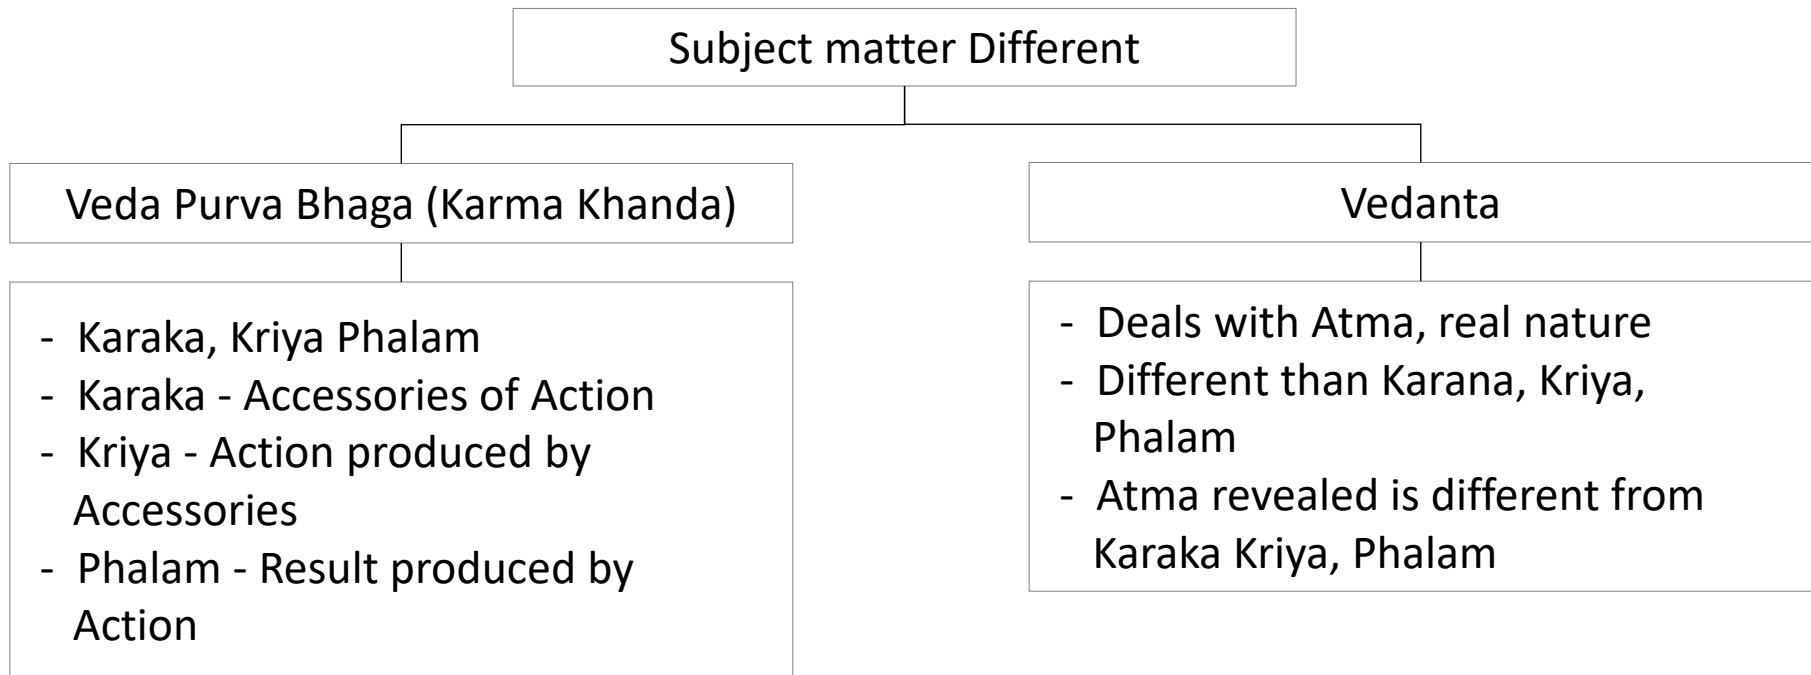 Subject matter Different
Veda Purva Bhaga (Karma Khanda)
- Karaka, Kriya Phalam
- Karaka - Accessories of Action
- Kriya - Action produced by
Accessories
- Phalam - Result produced by
Action
Vedanta
- Deals with Atma, real nature
- Different than Karana, Kriya,
Phalam
- Atma revealed is different from
Karaka Kriya, Phalam